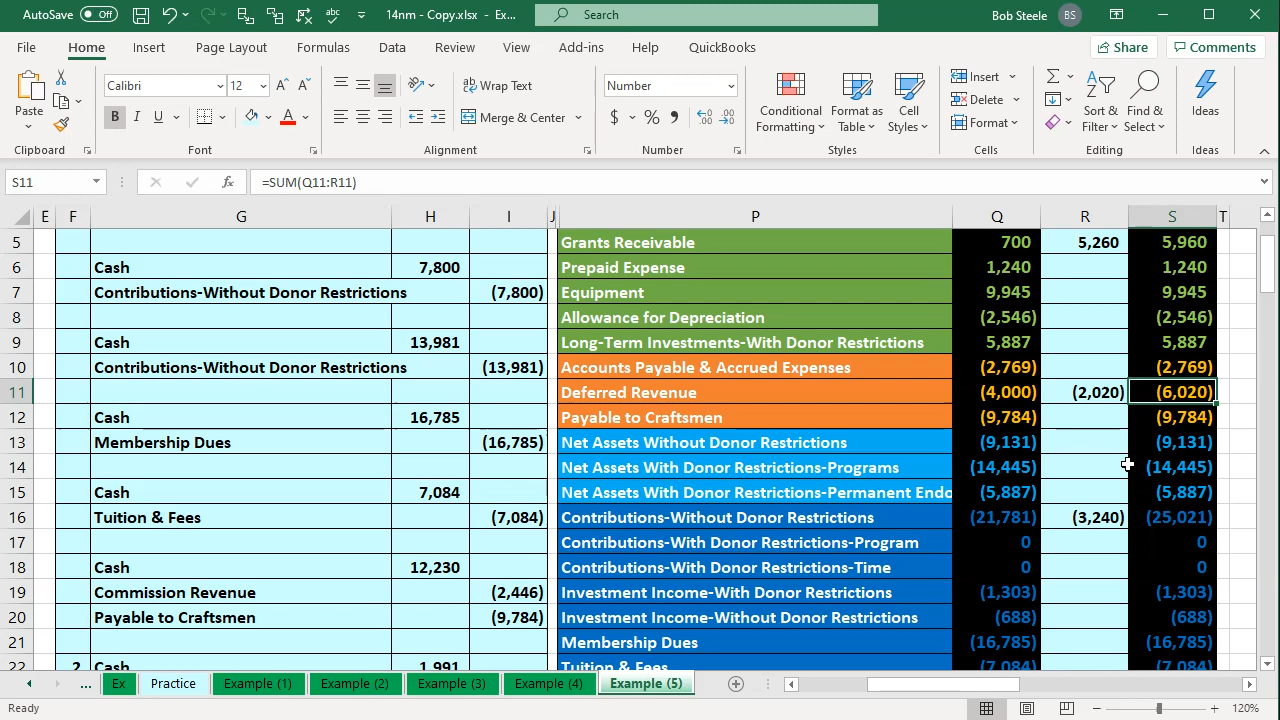 AutoSave Off 14nm - Copy.xlsx - Ex... Search Bob Steele BS
File Home Insert Page Layout Formulas Data Review View Add-ins Help QuickBooks Share Comments
Paste Calibri 12 Wrap Text Number Conditional Formatting Format as Table Cell Styles Insert Sort & Filter Find & Select Ideas
B I U Merge & Center $ % Delete
Format
Clipboard Font Alignment Number Styles Cells Editing Ideas
S11 fx =SUM(Q11:R11)
E F G H I J P Q R S T
5 Grants Receivable 700 5,260 5,960
6 Cash 7,800 Prepaid Expense 1,240 1,240
7 Contributions-Without Donor Restrictions (7,800) Equipment 9,945 9,945
8 Allowance for Depreciation (2,546) (2,546)
9 Cash 13,981 Long-Term Investments-With Donor Restrictions 5,887 5,887
10 Contributions-Without Donor Restrictions (13,981) Accounts Payable & Accrued Expenses (2,769) (2,769)
11 Deferred Revenue (4,000) (2,020) (6,020)
12 Cash 16,785 Payable to Craftsmen (9,784) (9,784)
13 Membership Dues (16,785) Net Assets Without Donor Restrictions (9,131) (9,131)
14 Net Assets With Donor Restrictions-Programs (14,445) (14,445)
15 Cash 7,084 Net Assets With Donor Restrictions-Permanent Endo (5,887) (5,887)
16 Tuition & Fees (7,084) Contributions-Without Donor Restrictions (21,781) (3,240) (25,021)
17 Contributions-With Donor Restrictions-Program 0 0
18 Cash 12,230 Contributions-With Donor Restrictions-Time 0 0
19 Commission Revenue (2,446) Investment Income-With Donor Restrictions (1,303) (1,303)
20 Payable to Craftsmen (9,784) Investment Income-Without Donor Restrictions (688) (688)
21 Membership Dues (16,785) (16,785)
22 2 Cash 1,991 Tuition & Fees (7,084) (7,084)
... Ex Practice Example (1) Example (2) Example (3) Example (4) Example (5)
Ready 120%